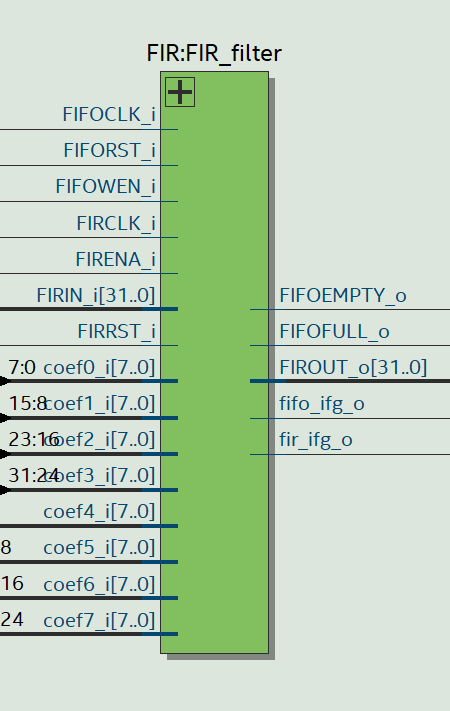 FIR:FIR_filter
FIFOCLK_i
FIFORST_i
FIFOWEN_i
FIRCLK_i
FIRENA_i
FIRIN_i[31..0]
FIFOEMPTY_o
FIRRST_i
FIFOFULL_o
7:0 coef0_i[7..0]
FIROUT_o[31..0]
15:8 coef1_i[7..0]
fifo_ifg_o
23:16 coef2_i[7..0]
fir_ifg_o
31:24 coef3_i[7..0]
coef4_i[7..0]
8 coef5_i[7..0]
16 coef6_i[7..0]
24 coef7_i[7..0]